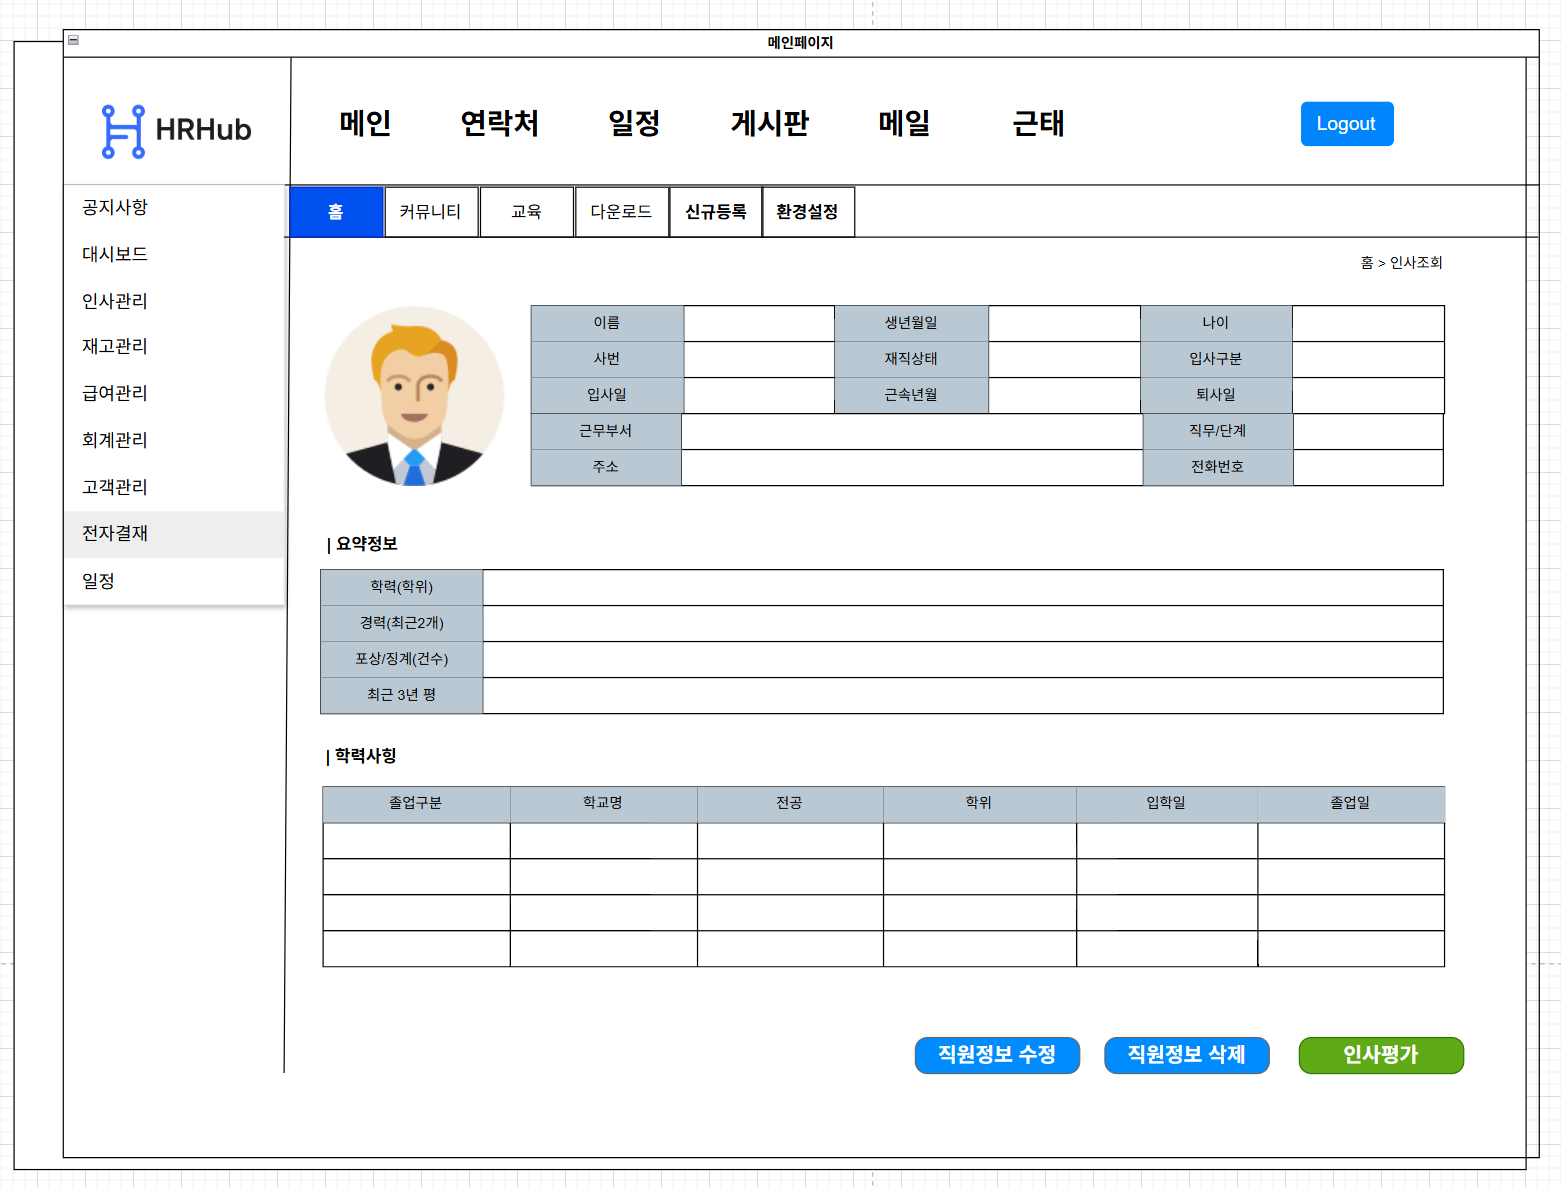 메인페이지
HRHub
메인 연락처 일정 게시판 메일 근태
Logout
홈 커뮤니티 교육 다운로드 신규등록 환경설정
공지사항
대시보드
인사관리
재고관리
급여관리
회계관리
고객관리
전자결재
일정
홈 > 인사조회
이름 생년월일 나이
사번 재직상태 입사구분
입사일 근속년월 퇴사일
근무부서 직무/단계
주소 전화번호
| 요약정보
학력(학위)
경력(최근2개)
포상/징계(건수)
최근 3년 평
| 학력사힝
졸업구분 학교명 전공 학위 입학일 졸업일
직원정보 수정 직원정보 삭제 인사평가